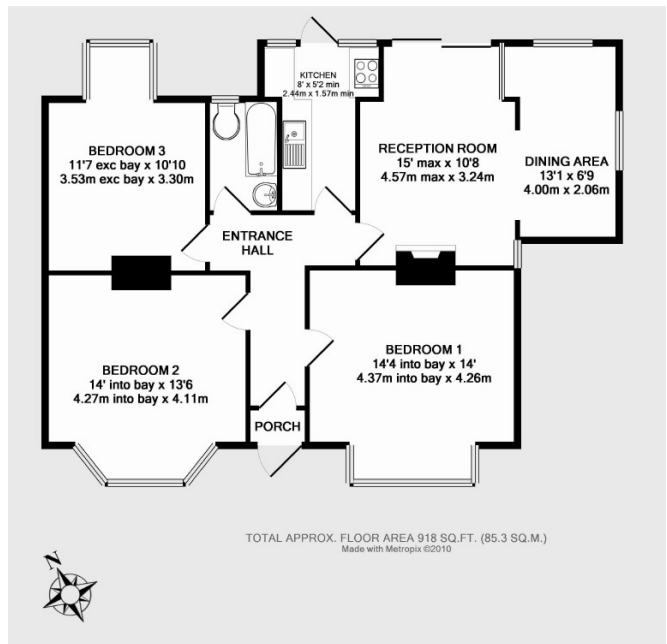 KITCHEN
8' x 5'2 min
2.44m x 1.57m min
BEDROOM 3
11'7 exc bay x 10'10
3.53m exc bay x 3.30m
RECEPTION ROOM
15' max x 10'8
4.57m max x 3.24m
DINING AREA
13'1 x 6'9
4.00m x 2.06m
ENTRANCE
HALL
BEDROOM 2
14' into bay x 13'6
4.27m into bay x 4.11m
BEDROOM 1
14'4 into bay x 14'
4.37m into bay x 4.26m
PORCH
TOTAL APPROX. FLOOR AREA 918 SQ.FT. (85.3 SQ.M.)
Made with Metropix ©2010
N